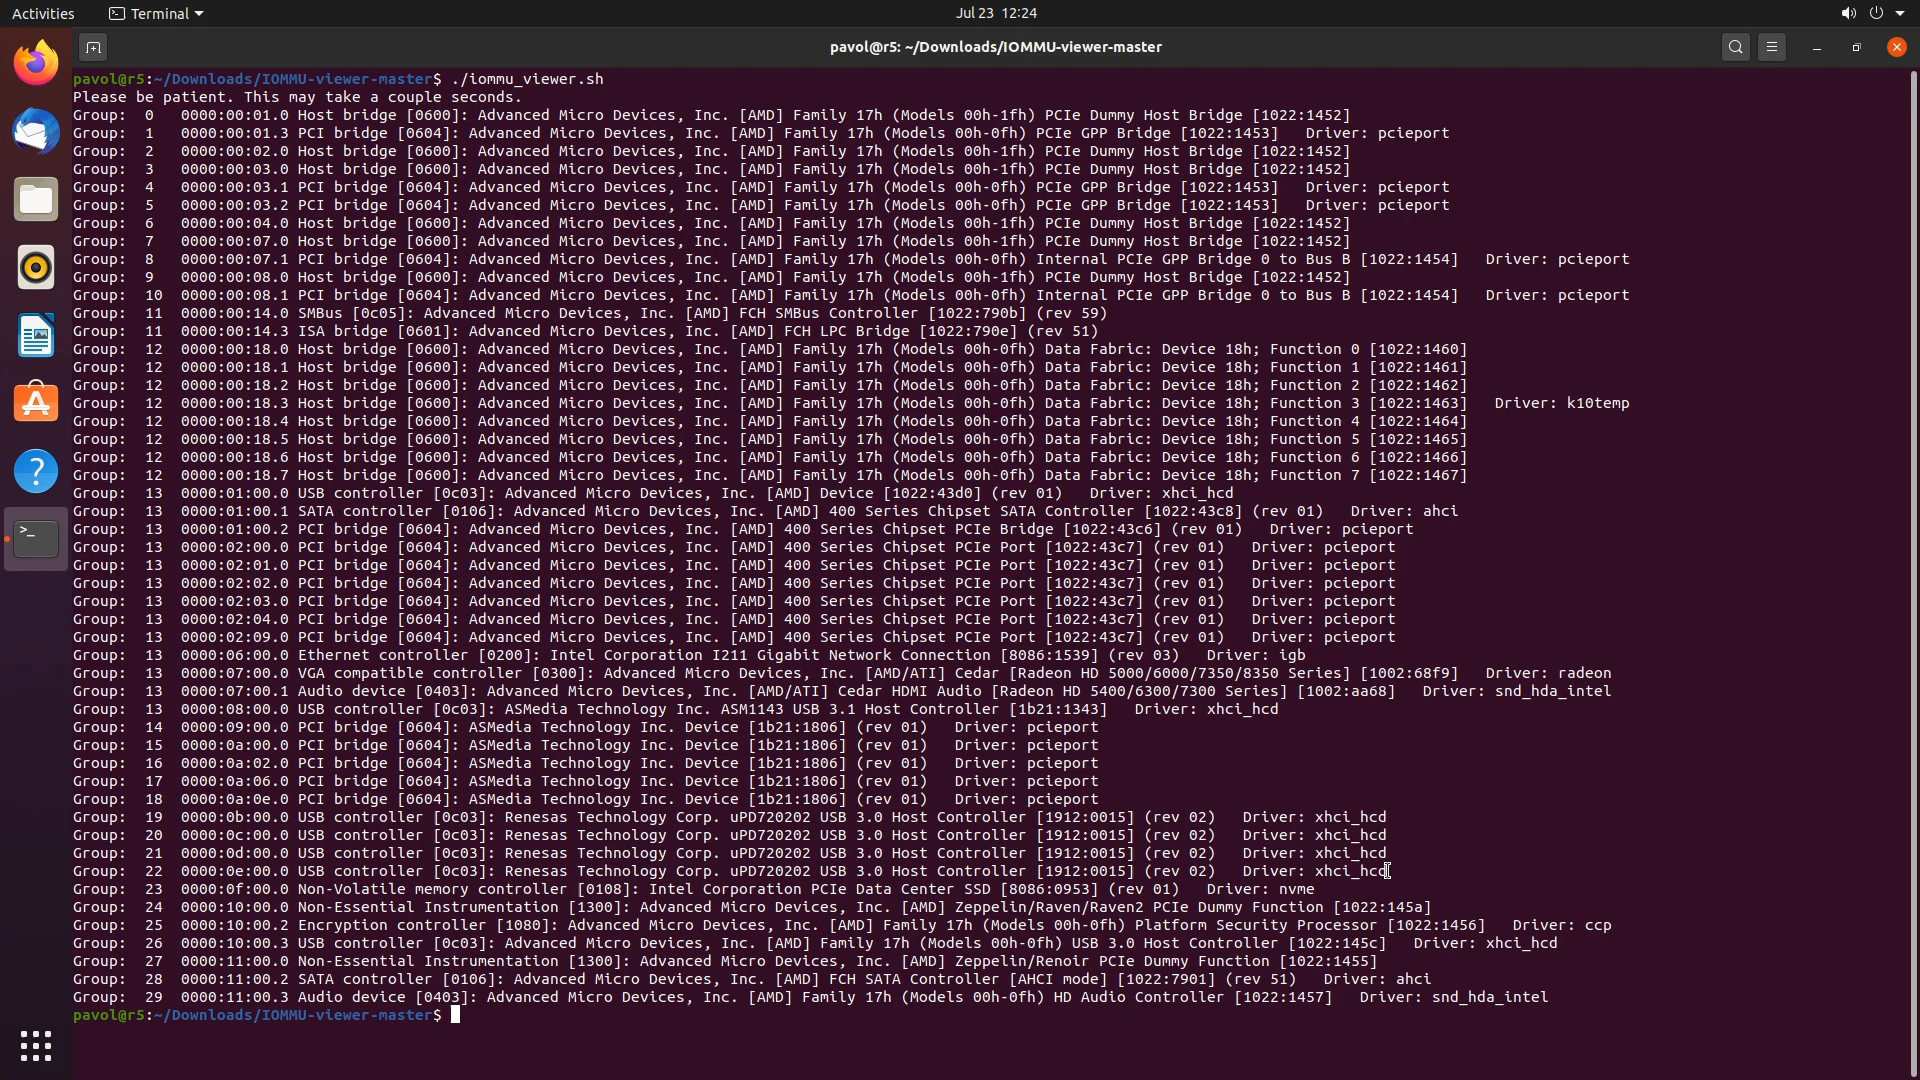 Activities
Terminal
Jul 23 12:24
pavol@r5: ~/Downloads/IOMMU-viewer-master
pavol@r5:~/Downloads/IOMMU-viewer-master$ ./iommu_viewer.sh
Please be patient. This may take a couple seconds.
Group:  0   0000:00:01.0 Host bridge [0600]: Advanced Micro Devices, Inc. [AMD] Family 17h (Models 00h-1fh) PCIe Dummy Host Bridge [1022:1452]
Group:  1   0000:00:01.3 PCI bridge [0604]: Advanced Micro Devices, Inc. [AMD] Family 17h (Models 00h-0fh) PCIe GPP Bridge [1022:1453]   Driver: pcieport
Group:  2   0000:00:02.0 Host bridge [0600]: Advanced Micro Devices, Inc. [AMD] Family 17h (Models 00h-1fh) PCIe Dummy Host Bridge [1022:1452]
Group:  3   0000:00:03.0 Host bridge [0600]: Advanced Micro Devices, Inc. [AMD] Family 17h (Models 00h-1fh) PCIe Dummy Host Bridge [1022:1452]
Group:  4   0000:00:03.1 PCI bridge [0604]: Advanced Micro Devices, Inc. [AMD] Family 17h (Models 00h-0fh) PCIe GPP Bridge [1022:1453]   Driver: pcieport
Group:  5   0000:00:03.2 PCI bridge [0604]: Advanced Micro Devices, Inc. [AMD] Family 17h (Models 00h-0fh) PCIe GPP Bridge [1022:1453]   Driver: pcieport
Group:  6   0000:00:04.0 Host bridge [0600]: Advanced Micro Devices, Inc. [AMD] Family 17h (Models 00h-1fh) PCIe Dummy Host Bridge [1022:1452]
Group:  7   0000:00:07.0 Host bridge [0600]: Advanced Micro Devices, Inc. [AMD] Family 17h (Models 00h-1fh) PCIe Dummy Host Bridge [1022:1452]
Group:  8   0000:00:07.1 PCI bridge [0604]: Advanced Micro Devices, Inc. [AMD] Family 17h (Models 00h-0fh) Internal PCIe GPP Bridge 0 to Bus B [1022:1454]   Driver: pcieport
Group:  9   0000:00:08.0 Host bridge [0600]: Advanced Micro Devices, Inc. [AMD] Family 17h (Models 00h-1fh) PCIe Dummy Host Bridge [1022:1452]
Group:  10  0000:00:08.1 PCI bridge [0604]: Advanced Micro Devices, Inc. [AMD] Family 17h (Models 00h-0fh) Internal PCIe GPP Bridge 0 to Bus B [1022:1454]   Driver: pcieport
Group:  11  0000:00:14.0 SMBus [0c05]: Advanced Micro Devices, Inc. [AMD] FCH SMBus Controller [1022:790b] (rev 59)
Group:  11  0000:00:14.3 ISA bridge [0601]: Advanced Micro Devices, Inc. [AMD] FCH LPC Bridge [1022:790e] (rev 51)
Group:  12  0000:00:18.0 Host bridge [0600]: Advanced Micro Devices, Inc. [AMD] Family 17h (Models 00h-0fh) Data Fabric: Device 18h; Function 0 [1022:1460]
Group:  12  0000:00:18.1 Host bridge [0600]: Advanced Micro Devices, Inc. [AMD] Family 17h (Models 00h-0fh) Data Fabric: Device 18h; Function 1 [1022:1461]
Group:  12  0000:00:18.2 Host bridge [0600]: Advanced Micro Devices, Inc. [AMD] Family 17h (Models 00h-0fh) Data Fabric: Device 18h; Function 2 [1022:1462]
Group:  12  0000:00:18.3 Host bridge [0600]: Advanced Micro Devices, Inc. [AMD] Family 17h (Models 00h-0fh) Data Fabric: Device 18h; Function 3 [1022:1463]   Driver: k10temp
Group:  12  0000:00:18.4 Host bridge [0600]: Advanced Micro Devices, Inc. [AMD] Family 17h (Models 00h-0fh) Data Fabric: Device 18h; Function 4 [1022:1464]
Group:  12  0000:00:18.5 Host bridge [0600]: Advanced Micro Devices, Inc. [AMD] Family 17h (Models 00h-0fh) Data Fabric: Device 18h; Function 5 [1022:1465]
Group:  12  0000:00:18.6 Host bridge [0600]: Advanced Micro Devices, Inc. [AMD] Family 17h (Models 00h-0fh) Data Fabric: Device 18h; Function 6 [1022:1466]
Group:  12  0000:00:18.7 Host bridge [0600]: Advanced Micro Devices, Inc. [AMD] Family 17h (Models 00h-0fh) Data Fabric: Device 18h; Function 7 [1022:1467]
Group:  13  0000:01:00.0 USB controller [0c03]: Advanced Micro Devices, Inc. [AMD] Device [1022:43d0] (rev 01)   Driver: xhci_hcd
Group:  13  0000:01:00.1 SATA controller [0106]: Advanced Micro Devices, Inc. [AMD] 400 Series Chipset SATA Controller [1022:43c8] (rev 01)   Driver: ahci
Group:  13  0000:01:00.2 PCI bridge [0604]: Advanced Micro Devices, Inc. [AMD] 400 Series Chipset PCIe Bridge [1022:43c6] (rev 01)   Driver: pcieport
Group:  13  0000:02:00.0 PCI bridge [0604]: Advanced Micro Devices, Inc. [AMD] 400 Series Chipset PCIe Port [1022:43c7] (rev 01)   Driver: pcieport
Group:  13  0000:02:01.0 PCI bridge [0604]: Advanced Micro Devices, Inc. [AMD] 400 Series Chipset PCIe Port [1022:43c7] (rev 01)   Driver: pcieport
Group:  13  0000:02:02.0 PCI bridge [0604]: Advanced Micro Devices, Inc. [AMD] 400 Series Chipset PCIe Port [1022:43c7] (rev 01)   Driver: pcieport
Group:  13  0000:02:03.0 PCI bridge [0604]: Advanced Micro Devices, Inc. [AMD] 400 Series Chipset PCIe Port [1022:43c7] (rev 01)   Driver: pcieport
Group:  13  0000:02:04.0 PCI bridge [0604]: Advanced Micro Devices, Inc. [AMD] 400 Series Chipset PCIe Port [1022:43c7] (rev 01)   Driver: pcieport
Group:  13  0000:02:09.0 PCI bridge [0604]: Advanced Micro Devices, Inc. [AMD] 400 Series Chipset PCIe Port [1022:43c7] (rev 01)   Driver: pcieport
Group:  13  0000:06:00.0 Ethernet controller [0200]: Intel Corporation I211 Gigabit Network Connection [8086:1539] (rev 03)   Driver: igb
Group:  13  0000:07:00.0 VGA compatible controller [0300]: Advanced Micro Devices, Inc. [AMD/ATI] Cedar [Radeon HD 5000/6000/7350/8350 Series] [1002:68f9]   Driver: radeon
Group:  13  0000:07:00.1 Audio device [0403]: Advanced Micro Devices, Inc. [AMD/ATI] Cedar HDMI Audio [Radeon HD 5400/6300/7300 Series] [1002:aa68]   Driver: snd_hda_intel
Group:  13  0000:08:00.0 USB controller [0c03]: ASMedia Technology Inc. ASM1143 USB 3.1 Host Controller [1b21:1343]   Driver: xhci_hcd
Group:  14  0000:09:00.0 PCI bridge [0604]: ASMedia Technology Inc. Device [1b21:1806] (rev 01)   Driver: pcieport
Group:  15  0000:0a:00.0 PCI bridge [0604]: ASMedia Technology Inc. Device [1b21:1806] (rev 01)   Driver: pcieport
Group:  16  0000:0a:02.0 PCI bridge [0604]: ASMedia Technology Inc. Device [1b21:1806] (rev 01)   Driver: pcieport
Group:  17  0000:0a:06.0 PCI bridge [0604]: ASMedia Technology Inc. Device [1b21:1806] (rev 01)   Driver: pcieport
Group:  18  0000:0a:0e.0 PCI bridge [0604]: ASMedia Technology Inc. Device [1b21:1806] (rev 01)   Driver: pcieport
Group:  19  0000:0b:00.0 USB controller [0c03]: Renesas Technology Corp. uPD720202 USB 3.0 Host Controller [1912:0015] (rev 02)   Driver: xhci_hcd
Group:  20  0000:0c:00.0 USB controller [0c03]: Renesas Technology Corp. uPD720202 USB 3.0 Host Controller [1912:0015] (rev 02)   Driver: xhci_hcd
Group:  21  0000:0d:00.0 USB controller [0c03]: Renesas Technology Corp. uPD720202 USB 3.0 Host Controller [1912:0015] (rev 02)   Driver: xhci_hcd
Group:  22  0000:0e:00.0 USB controller [0c03]: Renesas Technology Corp. uPD720202 USB 3.0 Host Controller [1912:0015] (rev 02)   Driver: xhci_hcd
Group:  23  0000:0f:00.0 Non-Volatile memory controller [0108]: Intel Corporation PCIe Data Center SSD [8086:0953] (rev 01)   Driver: nvme
Group:  24  0000:10:00.0 Non-Essential Instrumentation [1300]: Advanced Micro Devices, Inc. [AMD] Zeppelin/Raven/Raven2 PCIe Dummy Function [1022:145a]
Group:  25  0000:10:00.2 Encryption controller [1080]: Advanced Micro Devices, Inc. [AMD] Family 17h (Models 00h-0fh) Platform Security Processor [1022:1456]   Driver: ccp
Group:  26  0000:10:00.3 USB controller [0c03]: Advanced Micro Devices, Inc. [AMD] Family 17h (Models 00h-0fh) USB 3.0 Host Controller [1022:145c]   Driver: xhci_hcd
Group:  27  0000:11:00.0 Non-Essential Instrumentation [1300]: Advanced Micro Devices, Inc. [AMD] Zeppelin/Renoir PCIe Dummy Function [1022:1455]
Group:  28  0000:11:00.2 SATA controller [0106]: Advanced Micro Devices, Inc. [AMD] FCH SATA Controller [AHCI mode] [1022:7901] (rev 51)   Driver: ahci
Group:  29  0000:11:00.3 Audio device [0403]: Advanced Micro Devices, Inc. [AMD] Family 17h (Models 00h-0fh) HD Audio Controller [1022:1457]   Driver: snd_hda_intel
pavol@r5:~/Downloads/IOMMU-viewer-master$